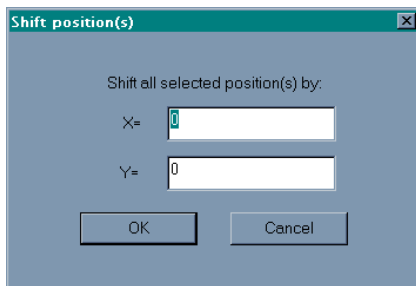 Shift position(s)
Shift all selected position(s) by:
X= 0
Y= 0
OK Cancel